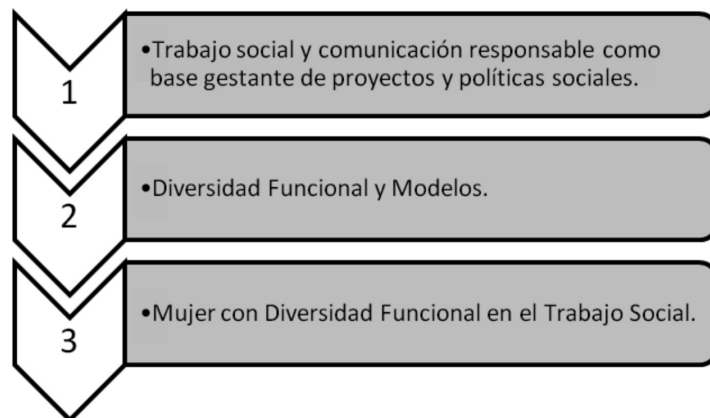 1
•Trabajo social y comunicación responsable como
base gestante de proyectos y políticas sociales.
2
•Diversidad Funcional y Modelos.
3
•Mujer con Diversidad Funcional en el Trabajo Social.